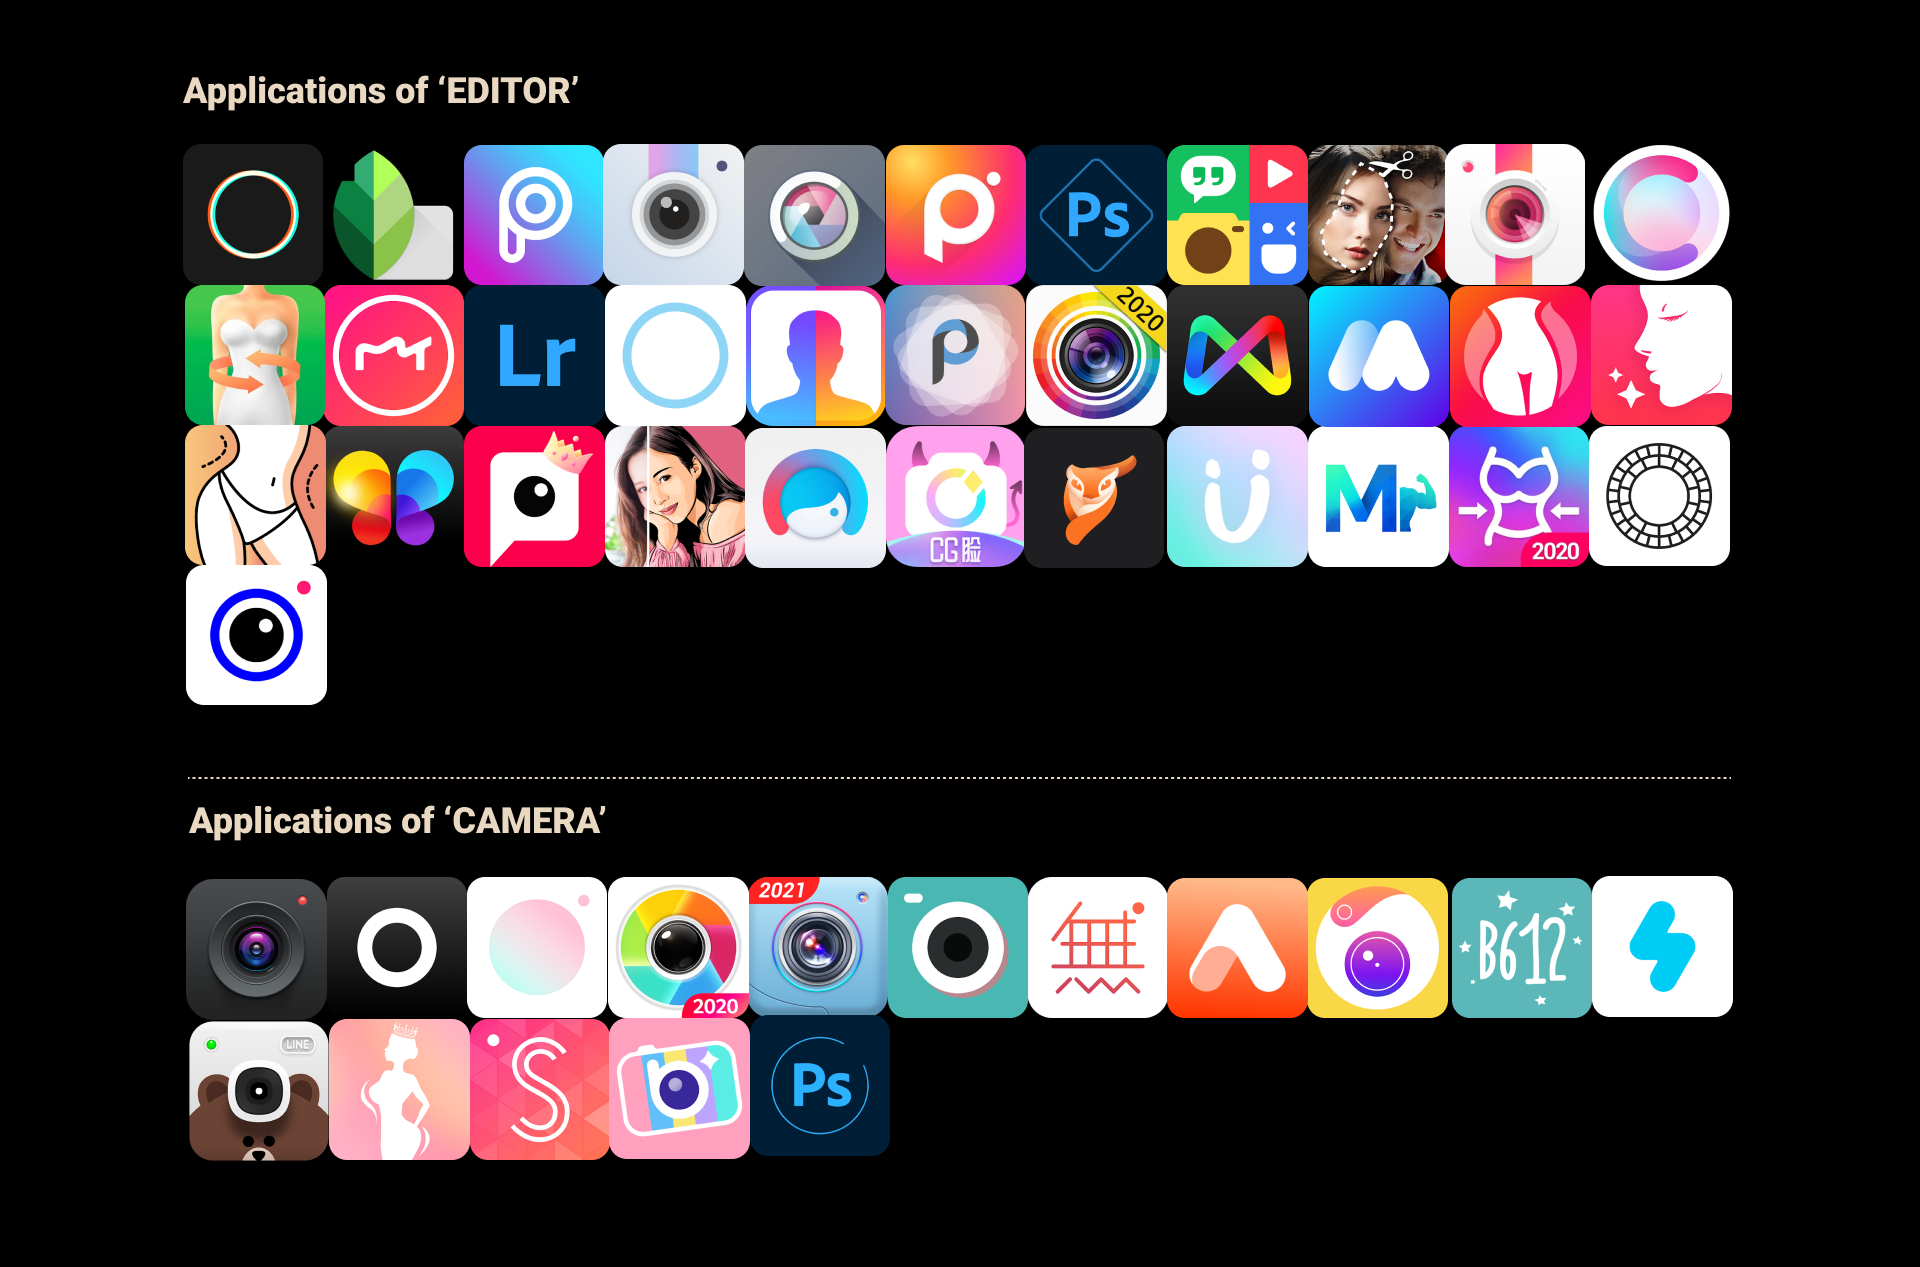 Applications of ‘EDITOR’
Ps
Lr
2020
CG脸
M
2020
Applications of ‘CAMERA’
2020
2021
B612
LINE
S
Ps